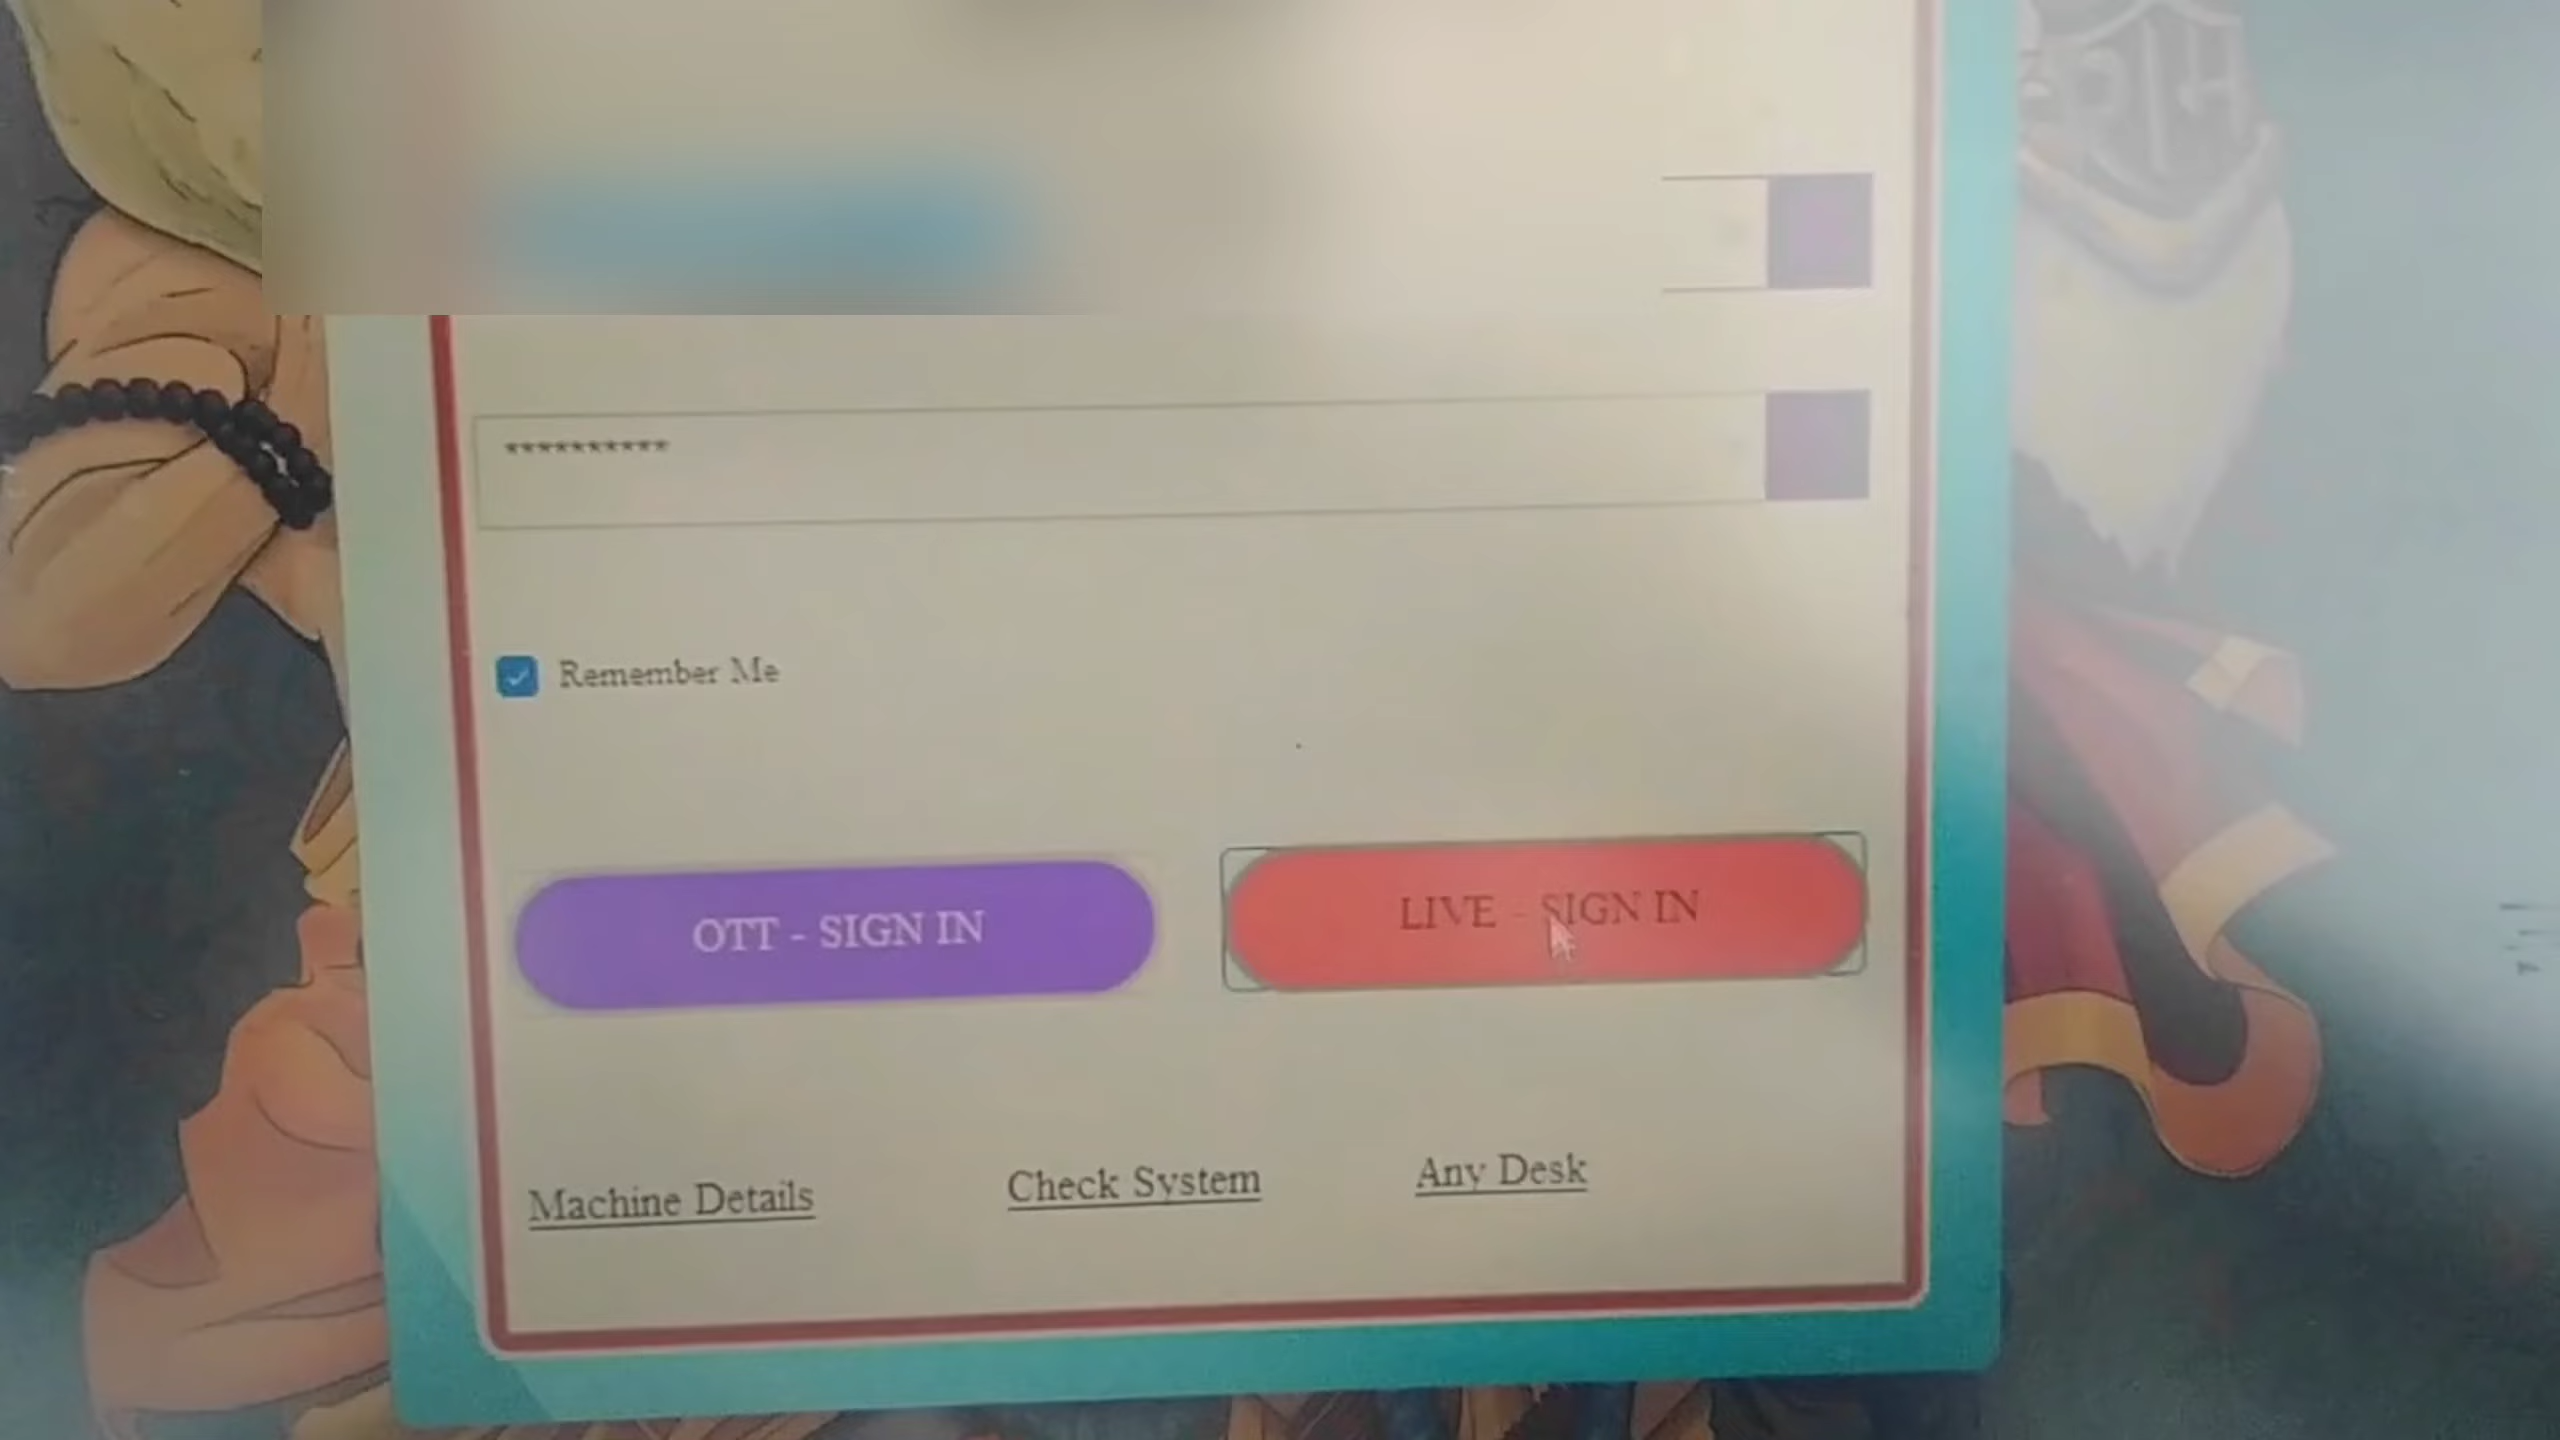 **********
Remember Me
OTT - SIGN IN
LIVE - SIGN IN
Machine Details
Check System
Any Desk